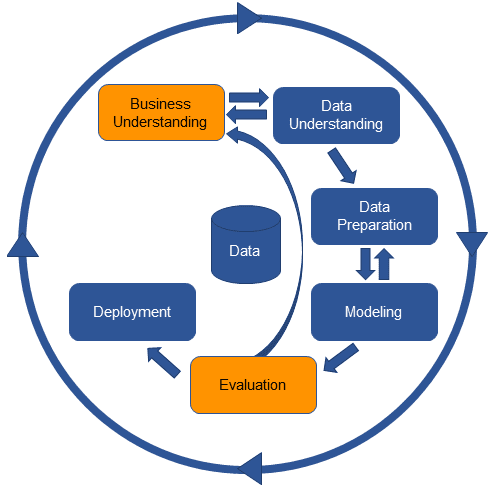 Business
Understanding
Data
Understanding
Data
Preparation
Data
Modeling
Deployment
Evaluation